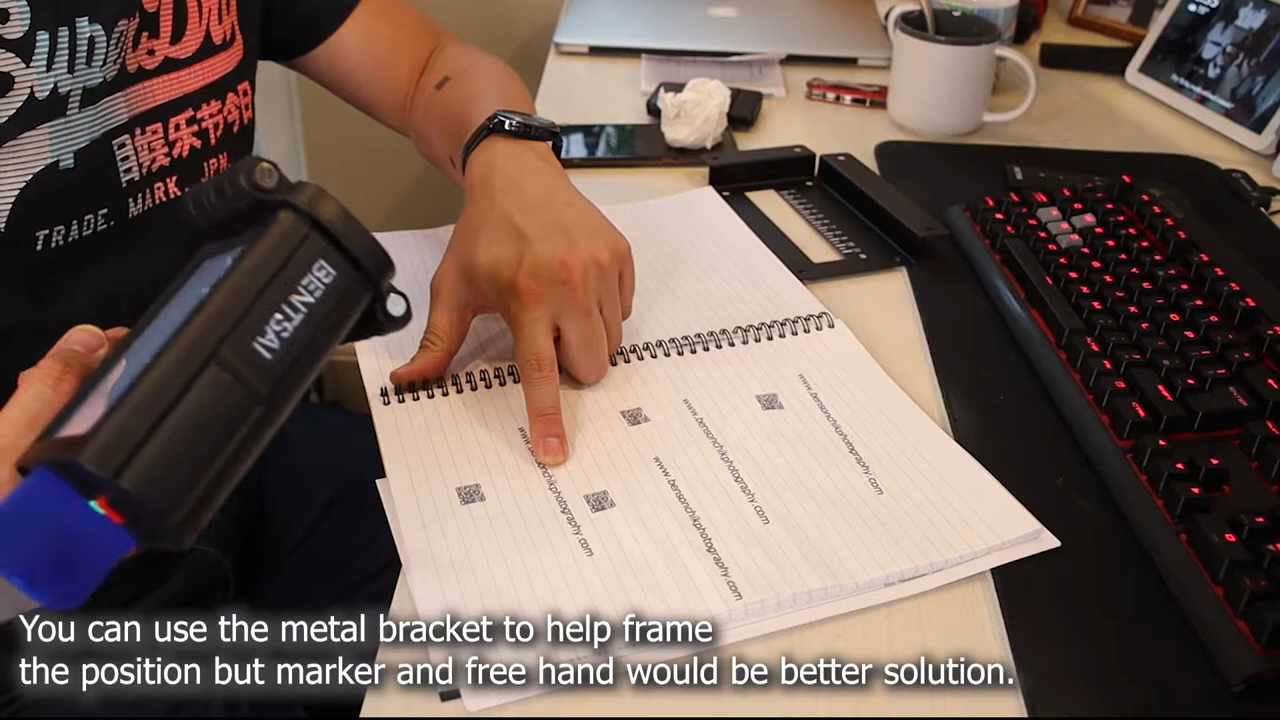 Superdry
日娱乐节今日
TRADE. MARK. JPN.
BENTSAI
www.bensonchikphotography.com
www.bensonchikphotography.com
www.bensonchikphotography.com
www.bensonchikphotography.com
You can use the metal bracket to help frame
the position but marker and free hand would be better solution.